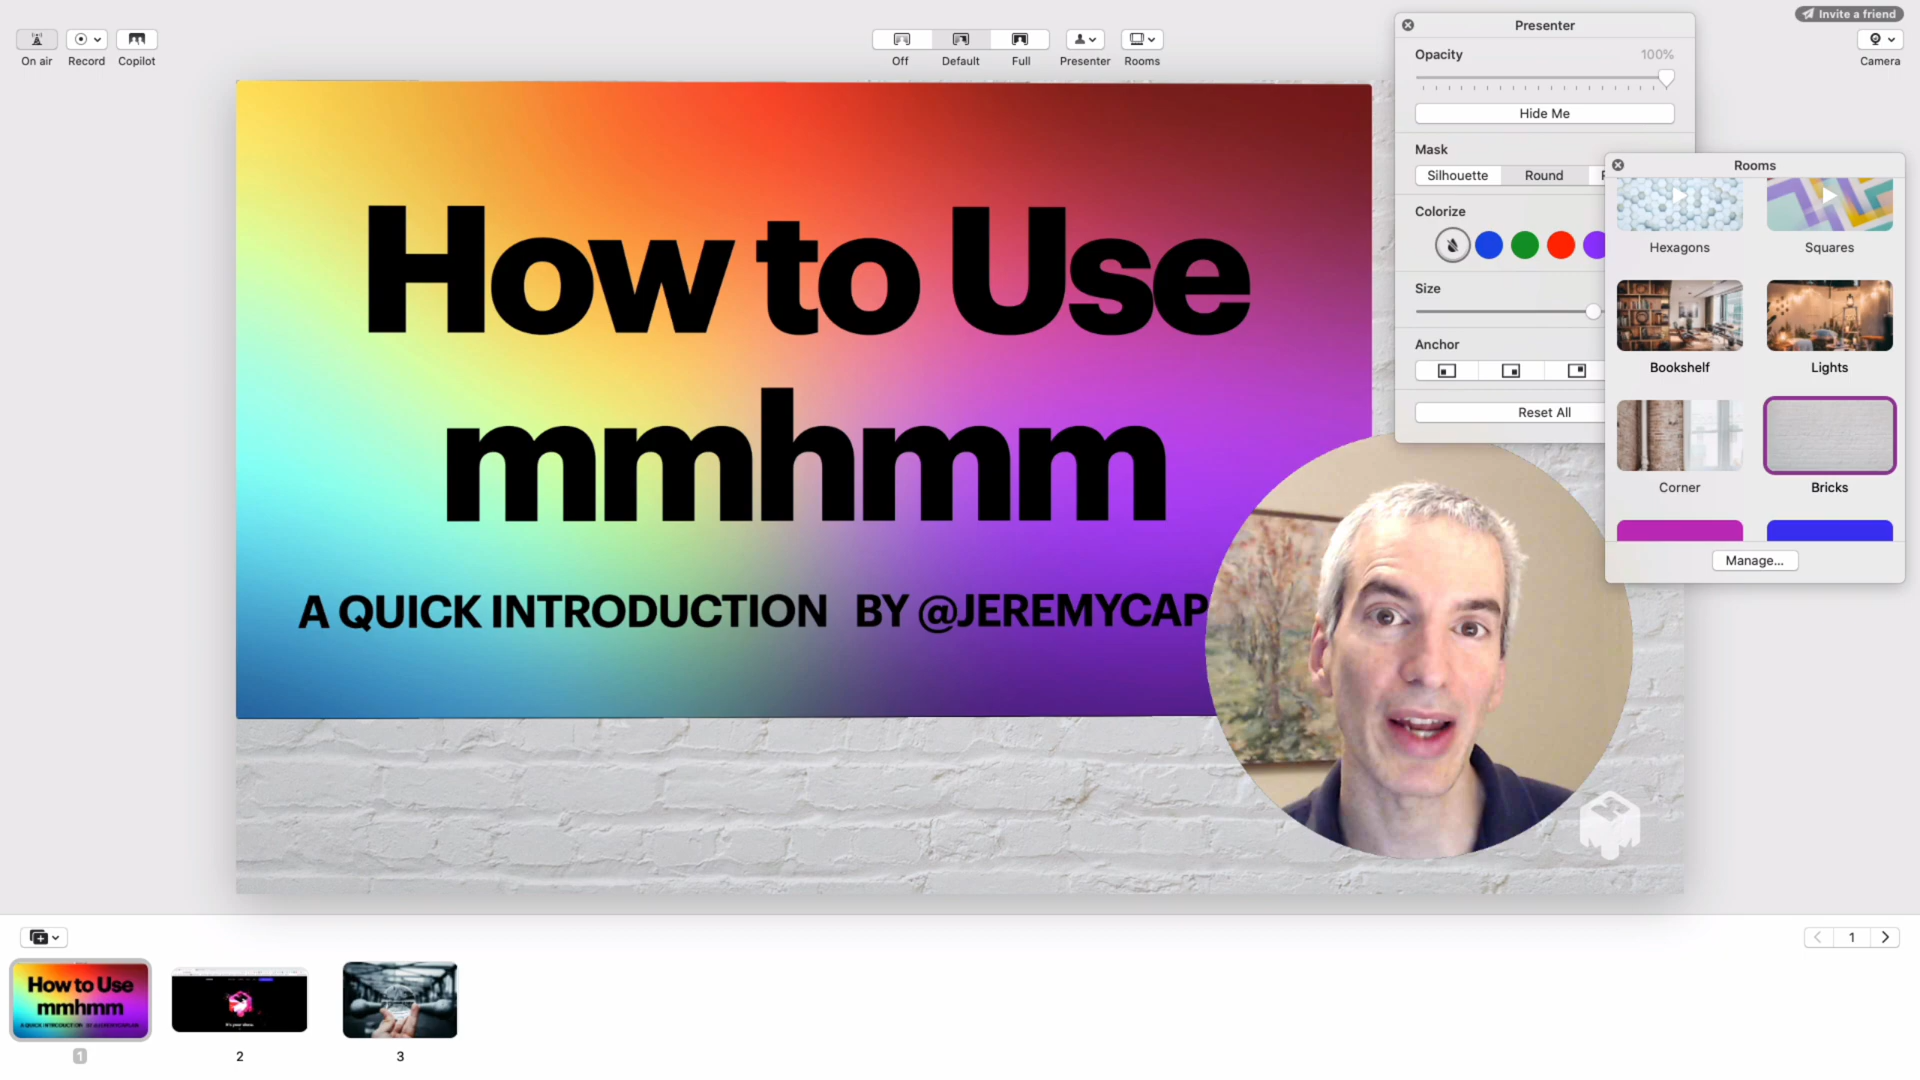 Invite a friend
On air
Record
Copilot
Off
Default
Full
Presenter
Rooms
Camera
Presenter
Opacity
100%
Hide Me
Mask
Silhouette
Round
Colorize
Size
Anchor
Reset All
Rooms
Hexagons
Squares
Bookshelf
Lights
Corner
Bricks
Manage...
How to Use
mmhmm
A QUICK INTRODUCTION BY @JEREMYCAP
1
How to Use
mmhmm
A QUICK INTRODUCTION
1
2
3